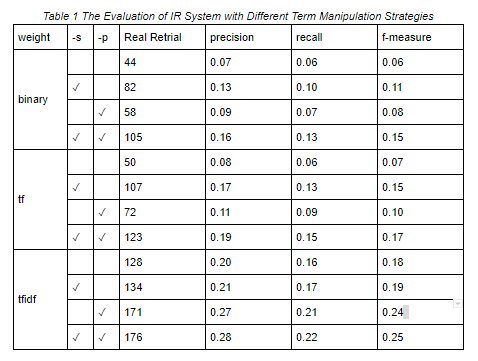 Table 1 The Evaluation of IR System with Different Term Manipulation Strategies
weight -s -p Real Retrial precision recall f-measure
binary
44 0.07 0.06 0.06
✓ 82 0.13 0.10 0.11
✓ 58 0.09 0.07 0.08
✓ ✓ 105 0.16 0.13 0.15
tf
50 0.08 0.06 0.07
✓ 107 0.17 0.13 0.15
✓ 72 0.11 0.09 0.10
✓ ✓ 123 0.19 0.15 0.17
tfidf
128 0.20 0.16 0.18
✓ 134 0.21 0.17 0.19
✓ 171 0.27 0.21 0.24
✓ ✓ 176 0.28 0.22 0.25